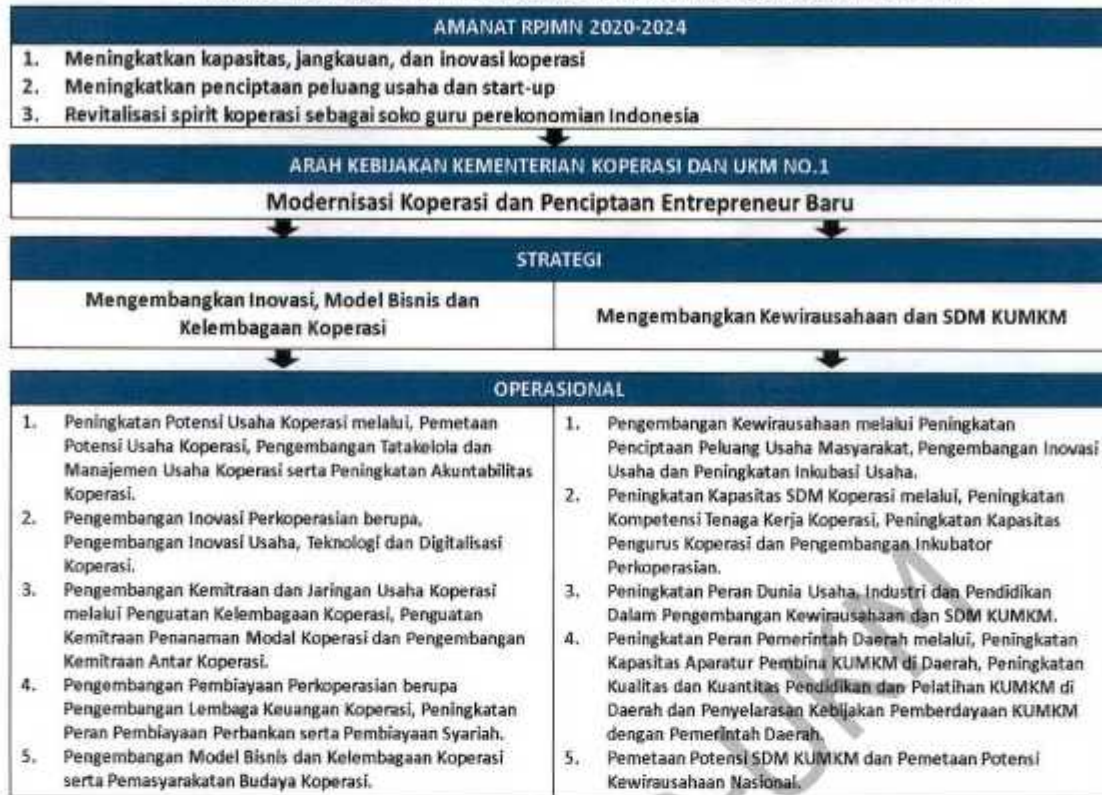 AMANAT RPJMN 2020-2024
1. Meningkatkan kapasitas, jangkauan, dan inovasi koperasi
2. Meningkatkan penciptaan peluang usaha dan start-up
3. Revitalisasi spirit koperasi sebagai soko guru perekonomian Indonesia
ARAH KEBIJAKAN KEMENTERIAN KOPERASI DAN UKM NO.1
Modernisasi Koperasi dan Penciptaan Entrepreneur Baru
STRATEGI
Mengembangkan Inovasi, Model Bisnis dan
Kelembagaan Koperasi
Mengembangkan Kewirausahaan dan SDM KUMKM
OPERASIONAL
1. Peningkatan Potensi Usaha Koperasi melalui, Pemetaan
Potensi Usaha Koperasi, Pengembangan Tatakelola dan
Manajemen Usaha Koperasi serta Peningkatan Akuntabilitas
Koperasi.
2. Pengembangan Inovasi Perkoperasian berupa,
Pengembangan Inovasi Usaha, Teknologi dan Digitalisasi
Koperasi.
3. Pengembangan Kemitraan dan Jaringan Usaha Koperasi
melalui Penguatan Kelembagaan Koperasi, Penguatan
Kemitraan Penanaman Modal Koperasi dan Pengembangan
Kemitraan Antar Koperasi.
4. Pengembangan Pembiayaan Perkoperasian berupa
Pengembangan Lembaga Keuangan Koperasi, Peningkatan
Peran Pembiayaan Perbankan serta Pembiayaan Syariah.
5. Pengembangan Model Bisnis dan Kelembagaan Koperasi
serta Pemasyarakatan Budaya Koperasi.
1. Pengembangan Kewirausahaan melalui Peningkatan
Penciptaan Peluang Usaha Masyarakat, Pengembangan Inovasi
Usaha dan Peningkatan Inkubasi Usaha.
2. Peningkatan Kapasitas SDM Koperasi melalui, Peningkatan
Kompetensi Tenaga Kerja Koperasi, Peningkatan Kapasitas
Pengurus Koperasi dan Pengembangan Inkubator
Perkoperasian.
3. Peningkatan Peran Dunia Usaha, Industri dan Pendidikan
Dalam Pengembangan Kewirausahaan dan SDM KUMKM.
4. Peningkatan Peran Pemerintah Daerah melalui, Peningkatan
Kapasitas Aparatur Pembina KUMKM di Daerah, Peningkatan
Kualitas dan Kuantitas Pendidikan dan Pelatihan KUMKM di
Daerah dan Penyelarasan Kebijakan Pemberdayaan KUMKM
dengan Pemerintah Daerah.
5. Pemetaan Potensi SDM KUMKM dan Pemetaan Potensi
Kewirausahaan Nasional.
UKM